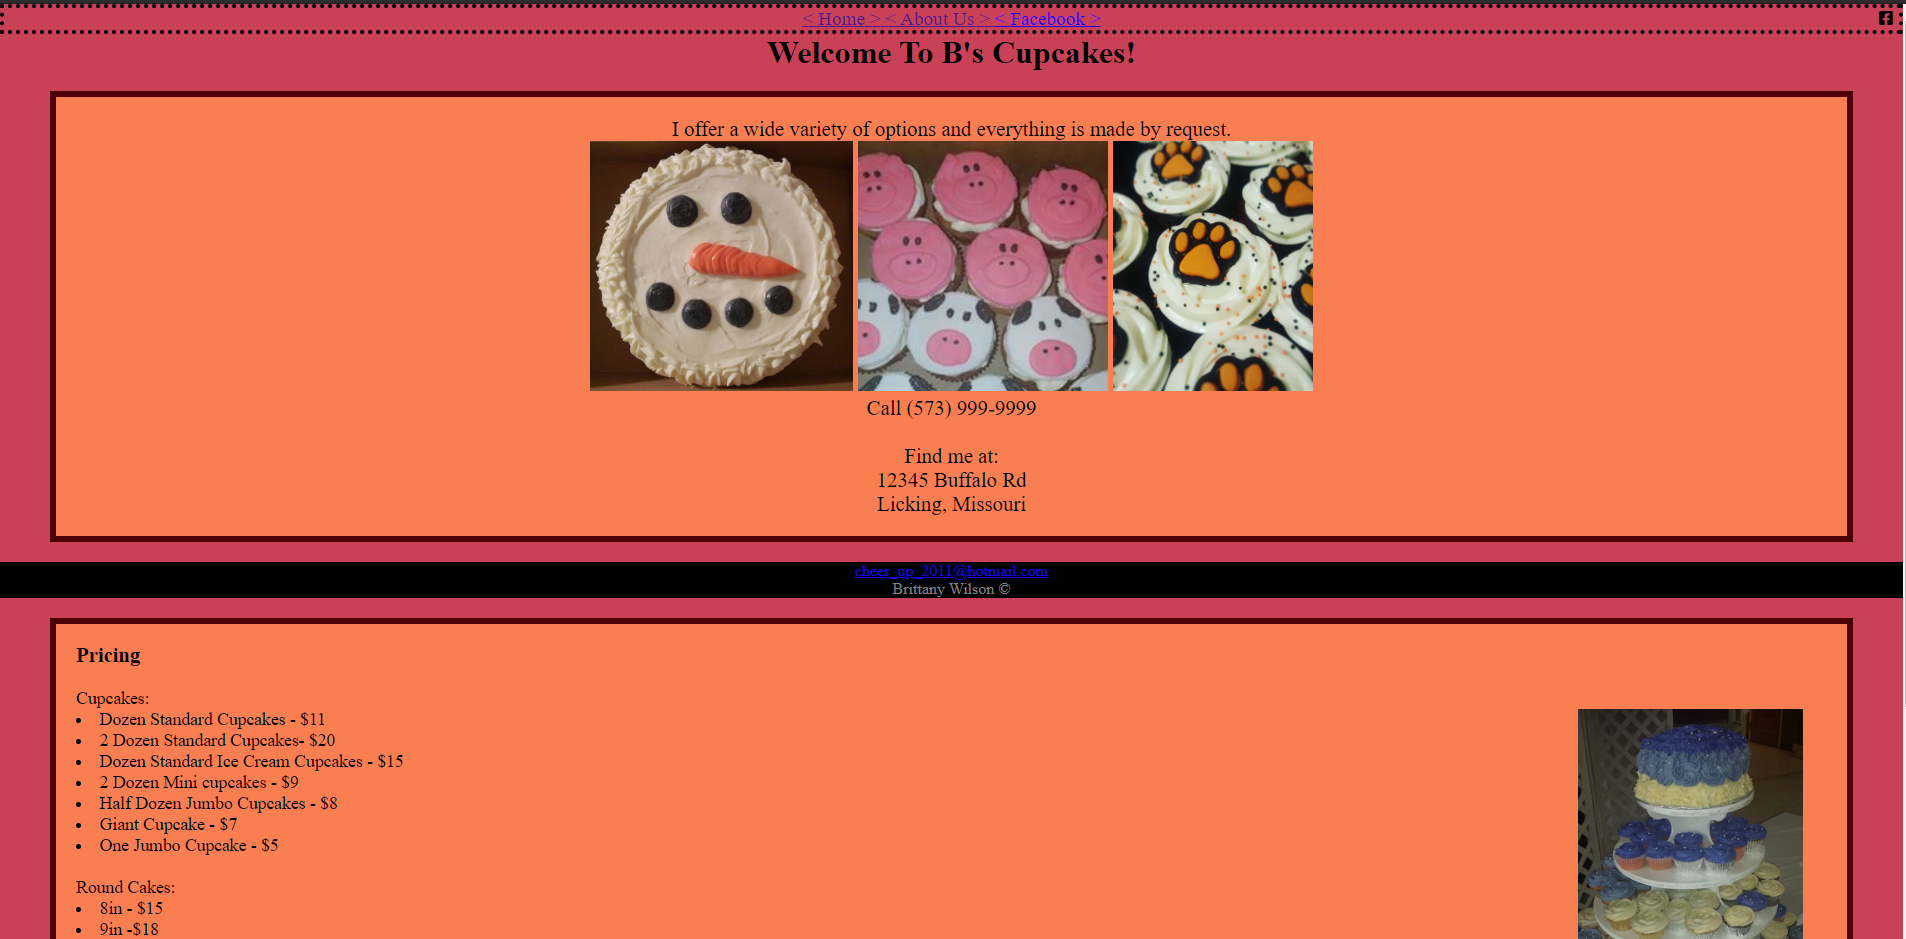 < Home > < About Us > < Facebook >
Welcome To B's Cupcakes!
I offer a wide variety of options and everything is made by request.
Call (573) 999-9999
Find me at:
12345 Buffalo Rd
Licking, Missouri
cheer_up_2011@hotmail.com
Brittany Wilson ©
Pricing
Cupcakes:
• Dozen Standard Cupcakes - $11
• 2 Dozen Standard Cupcakes- $20
• Dozen Standard Ice Cream Cupcakes - $15
• 2 Dozen Mini cupcakes - $9
• Half Dozen Jumbo Cupcakes - $8
• Giant Cupcake - $7
• One Jumbo Cupcake - $5
Round Cakes:
• 8in - $15
• 9in -$18